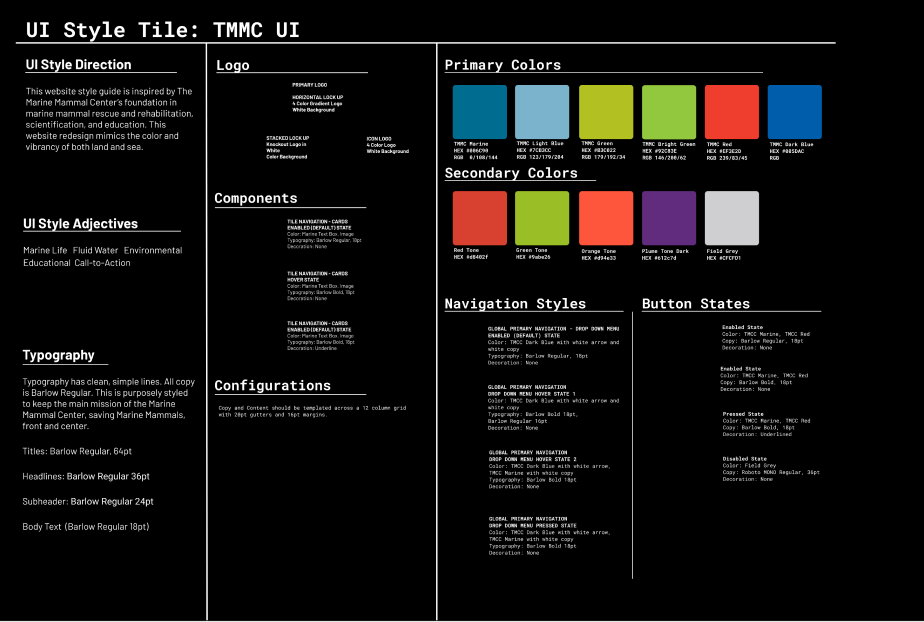 UI Style Tile: TMMC UI
UI Style Direction
This website style guide is inspired by The
Marine Mammal Center's foundation in
marine mammal rescue and rehabilitation,
scientification, and education. This
website redesign mimics the color and
vibrancy of both land and sea.
UI Style Adjectives
Marine Life Fluid Water Environmental
Educational Call-to-Action
Typography
Typography has clean, simple lines. All copy
is Barlow Regular. This is purposely styled
to keep the main mission of the Marine
Mammal Center, saving Marine Mammals,
front and center.
Titles: Barlow Regular, 64pt
Headlines: Barlow Regular 36pt
Subheader: Barlow Regular 24pt
Body Text (Barlow Regular 18pt)
Logo
PRIMARY LOGO
HORIZONTAL LOCK UP
4 Color Gradient Logo
White Background
STACKED LOCK UP
Knockout Logo in
White
Color Background
ICON LOGO
4 Color Logo
White Background
Components
TILE NAVIGATION - CARDS
ENABLED (DEFAULT) STATE
Color: Marine Text Box, Image
Typography: Barlow Regular, 18pt
Decoration: None
TILE NAVIGATION - CARDS
HOVER STATE
Color: Marine Text Box, Image
Typography: Barlow Bold, 18pt
Decoration: None
TILE NAVIGATION - CARDS
ENABLED (DEFAULT) STATE
Color: Marine Text Box, Image
Typography: Barlow Bold, 18pt
Decoration: Underline
Configurations
Copy and Content should be templated across a 12 column grid
with 20pt gutters and 16pt margins.
Primary Colors
TMMC Marine
HEX #006C90
RGB 0/108/144
TMMC Light Blue
HEX #7CB3CC
RGB 123/179/204
TMMC Green
HEX #B3C022
RGB 179/192/34
TMMC Bright Green
HEX #92C83E
RGB 146/200/62
TMMC Red
HEX #EF3E2D
RGB 239/83/45
TMMC Dark Blue
HEX #005DAC
RGB
Secondary Colors
Red Tone
HEX #d8402f
Green Tone
HEX #9abe26
Orange Tone
HEX #d94e33
Plume Tone Dark
HEX #612c7d
Field Grey
HEX #CFCFD1
Navigation Styles
GLOBAL PRIMARY NAVIGATION - DROP DOWN MENU
ENABLED (DEFAULT) STATE
Color: TMCC Dark Blue with white arrow and
white copy
Typography: Barlow Regular, 18pt
Decoration: None
GLOBAL PRIMARY NAVIGATION
DROP DOWN MENU HOVER STATE 1
Color: TMCC Dark Blue with white arrow and
white copy
Typography: Barlow Bold 18pt,
Barlow Regular 16pt
Decoration: None
GLOBAL PRIMARY NAVIGATION
DROP DOWN MENU HOVER STATE 2
Color: TMCC Dark Blue with white arrow,
TMCC Marine with white copy
Typography: Barlow Bold 18pt
Decoration: None
GLOBAL PRIMARY NAVIGATION
DROP DOWN MENU PRESSED STATE
Color: TMCC Dark Blue with white arrow,
TMCC Marine with white copy
Typography: Barlow Bold 18pt
Decoration: None
Button States
Enabled State
Color: TMCC Marine, TMCC Red
Copy: Barlow Regular, 18pt
Decoration: None
Enabled State
Color: TMCC Marine, TMCC Red
Copy: Barlow Bold, 18pt
Decoration: None
Pressed State
Color: TMCC Marine, TMCC Red
Copy: Barlow Bold, 18pt
Decoration: Underlined
Disabled State
Color: Field Grey
Copy: Roboto MONO Regular, 36pt
Decoration: None